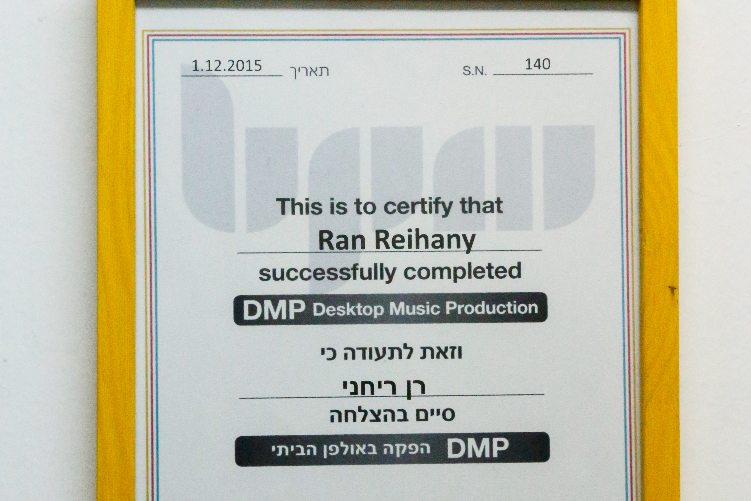 1.12.2015 תאריך
S.N. 140
This is to certify that
Ran Reihany
successfully completed
DMP Desktop Music Production
וזאת לתעודה כי
רן ריחני
סיים בהצלחה
DMP הפקה באולפן הביתי